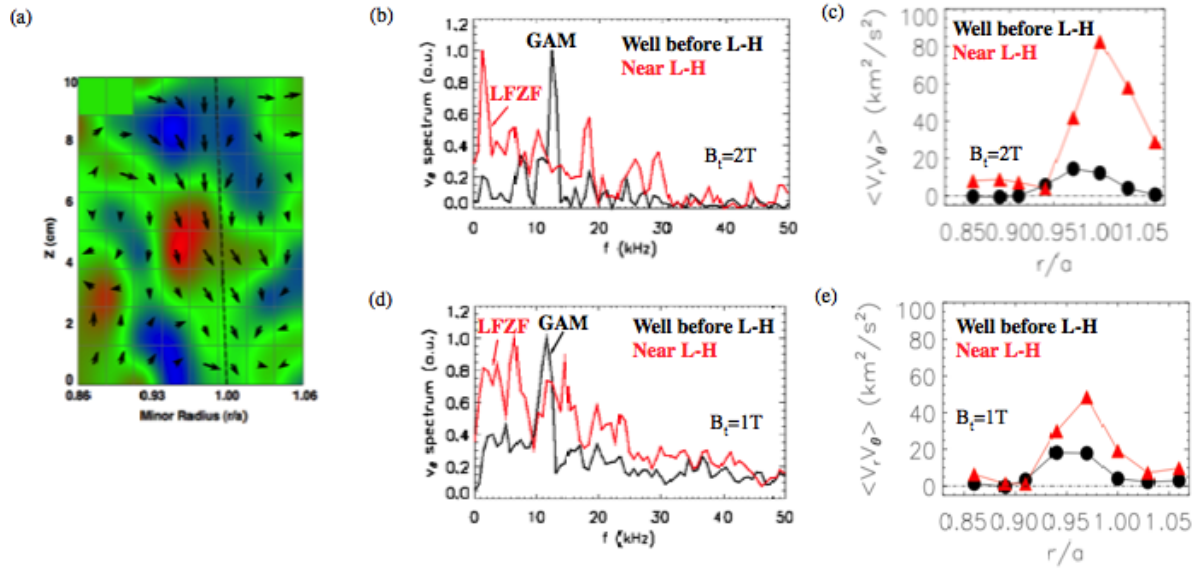 (a)
10
8
6
4
2
0
Z (cm)
0.86 0.93 1.00 1.06
Minor Radius (r/a)
(b)
1.0
0.8
0.6
0.4
0.2
0.0
vθ spectrum (a.u.)
GAM
Well before L-H
Near L-H
LFZF
Bt=2T
0 10 20 30 40 50
f (kHz)
(c)
100
80
60
40
20
0
<VrVθ> (km²/s²)
Well before L-H
Near L-H
Bt=2T
0.85 0.90 0.95 1.00 1.05
r/a
(d)
1.0
0.8
0.6
0.4
0.2
0.0
vθ spectrum (a.u.)
LFZF
GAM
Well before L-H
Near L-H
Bt=1T
0 10 20 30 40 50
f (kHz)
(e)
100
80
60
40
20
0
<VrVθ> (km²/s²)
Well before L-H
Near L-H
Bt=1T
0.85 0.90 0.95 1.00 1.05
r/a